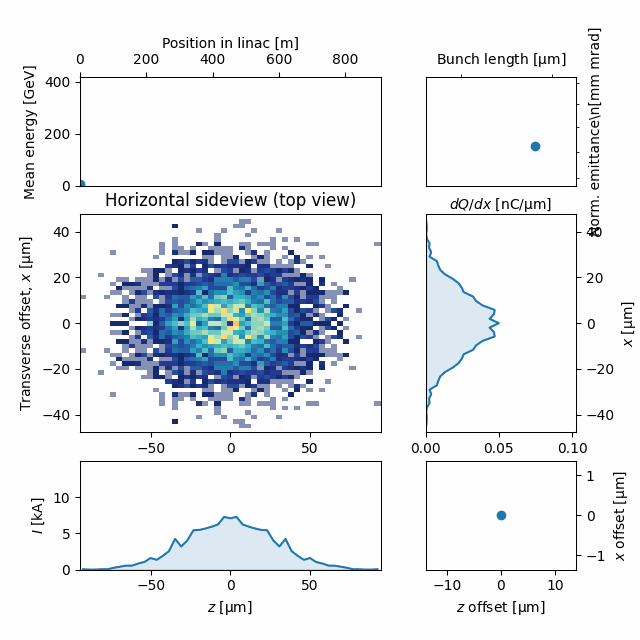 Position in linac [m]
0 200 400 600 800
Mean energy [GeV]
400
200
0
Bunch length [µm]
Norm. emittance\n[mm mrad]
Horizontal sideview (top view)
Transverse offset, x [µm]
40
20
0
−20
−40
−50 0 50
dQ/dx [nC/µm]
40
20
0
−20
−40
x [µm]
0.00 0.05 0.10
I [kA]
10
5
0
−50 0 50
z [µm]
1
0
−1
x offset [µm]
−10 0 10
z offset [µm]